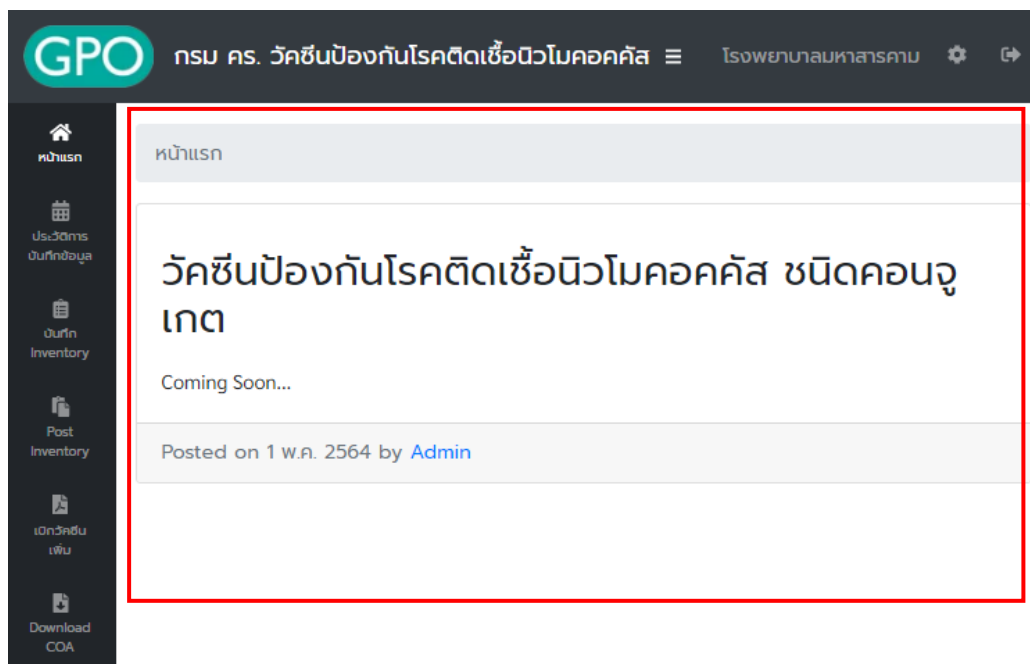 GPO กรม คร. วัคซีนป้องกันโรคติดเชื้อนิวโมคอคคัส โรงพยาบาลมหาสารคาม
หน้าแรก
ประวัติการ
บันทึกข้อมูล
บันทึก
Inventory
Post
Inventory
เบิกวัคซีน
เพิ่ม
Download
COA
หน้าแรก
วัคซีนป้องกันโรคติดเชื้อนิวโมคอคคัส ชนิดคอนจู
เกต
Coming Soon...
Posted on 1 พ.ค. 2564 by Admin